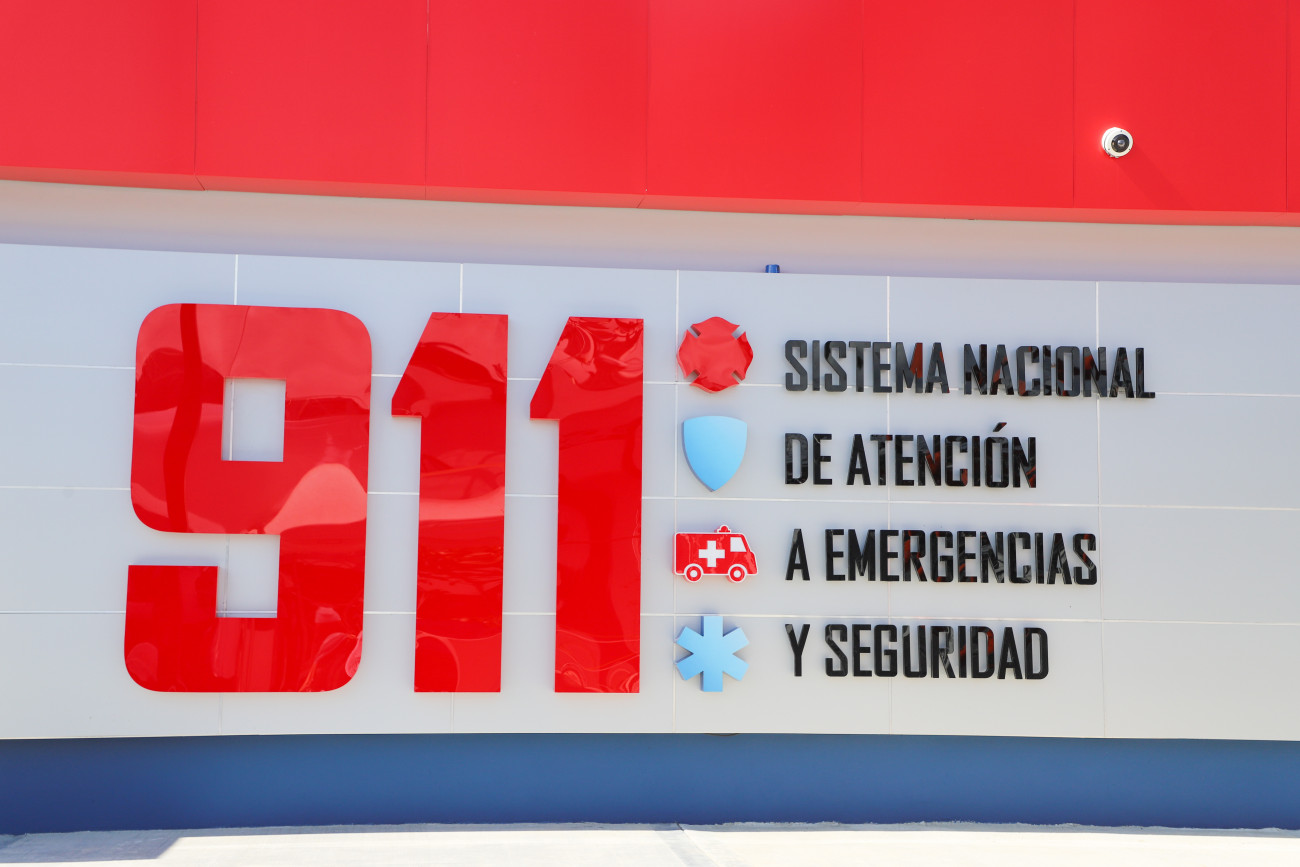 911
SISTEMA NACIONAL
DE ATENCIÓN
A EMERGENCIAS
Y SEGURIDAD